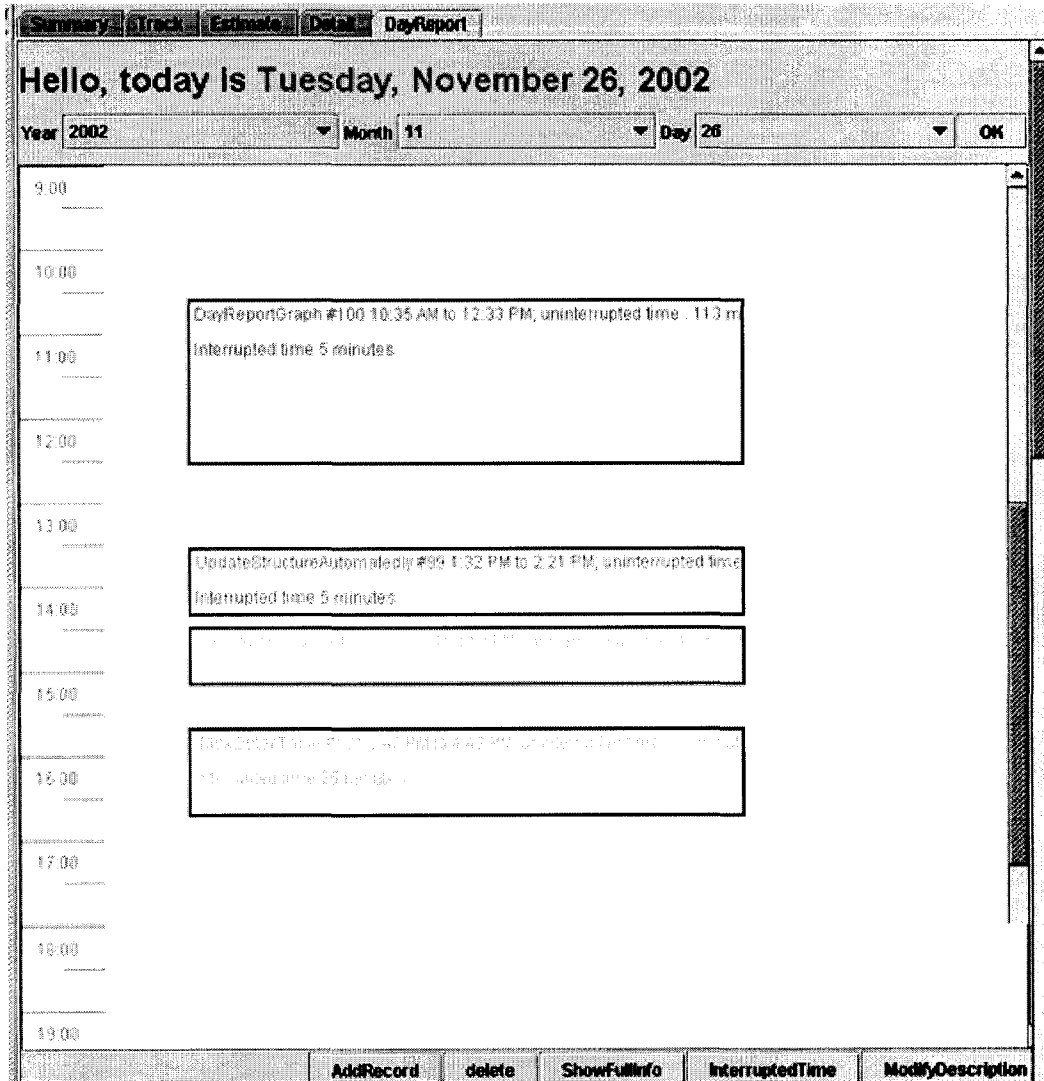 Summary Track Estimate Detail DayReport
Hello, today is Tuesday, November 26, 2002
Year 2002 Month 11 Day 26 OK
9:00
10:00
DayReportGraph #100 10:35 AM to 12:33 PM, uninterrupted time : 113 m
Interrupted time 5 minutes
11:00
12:00
13:00
UpdateStructureAutomatedly #99 1:32 PM to 2:21 PM, uninterrupted time
Interrupted time 5 minutes
14:00
15:00
16:00
17:00
18:00
19:00
AddRecord delete ShowFullInfo InterruptedTime ModifyDescription